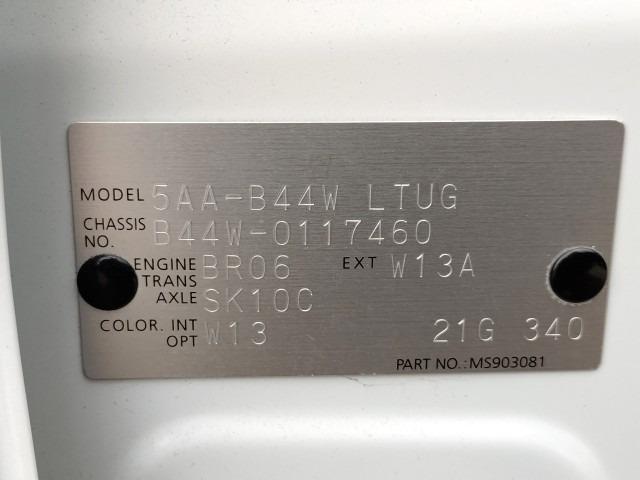 MODEL 5AA-B44W LTUG
CHASSIS NO. B44W-0117460
ENGINE BR06 EXT W13A
TRANS AXLE SK10C
COLOR. INT OPT W13 21G 340
PART NO.:MS903081